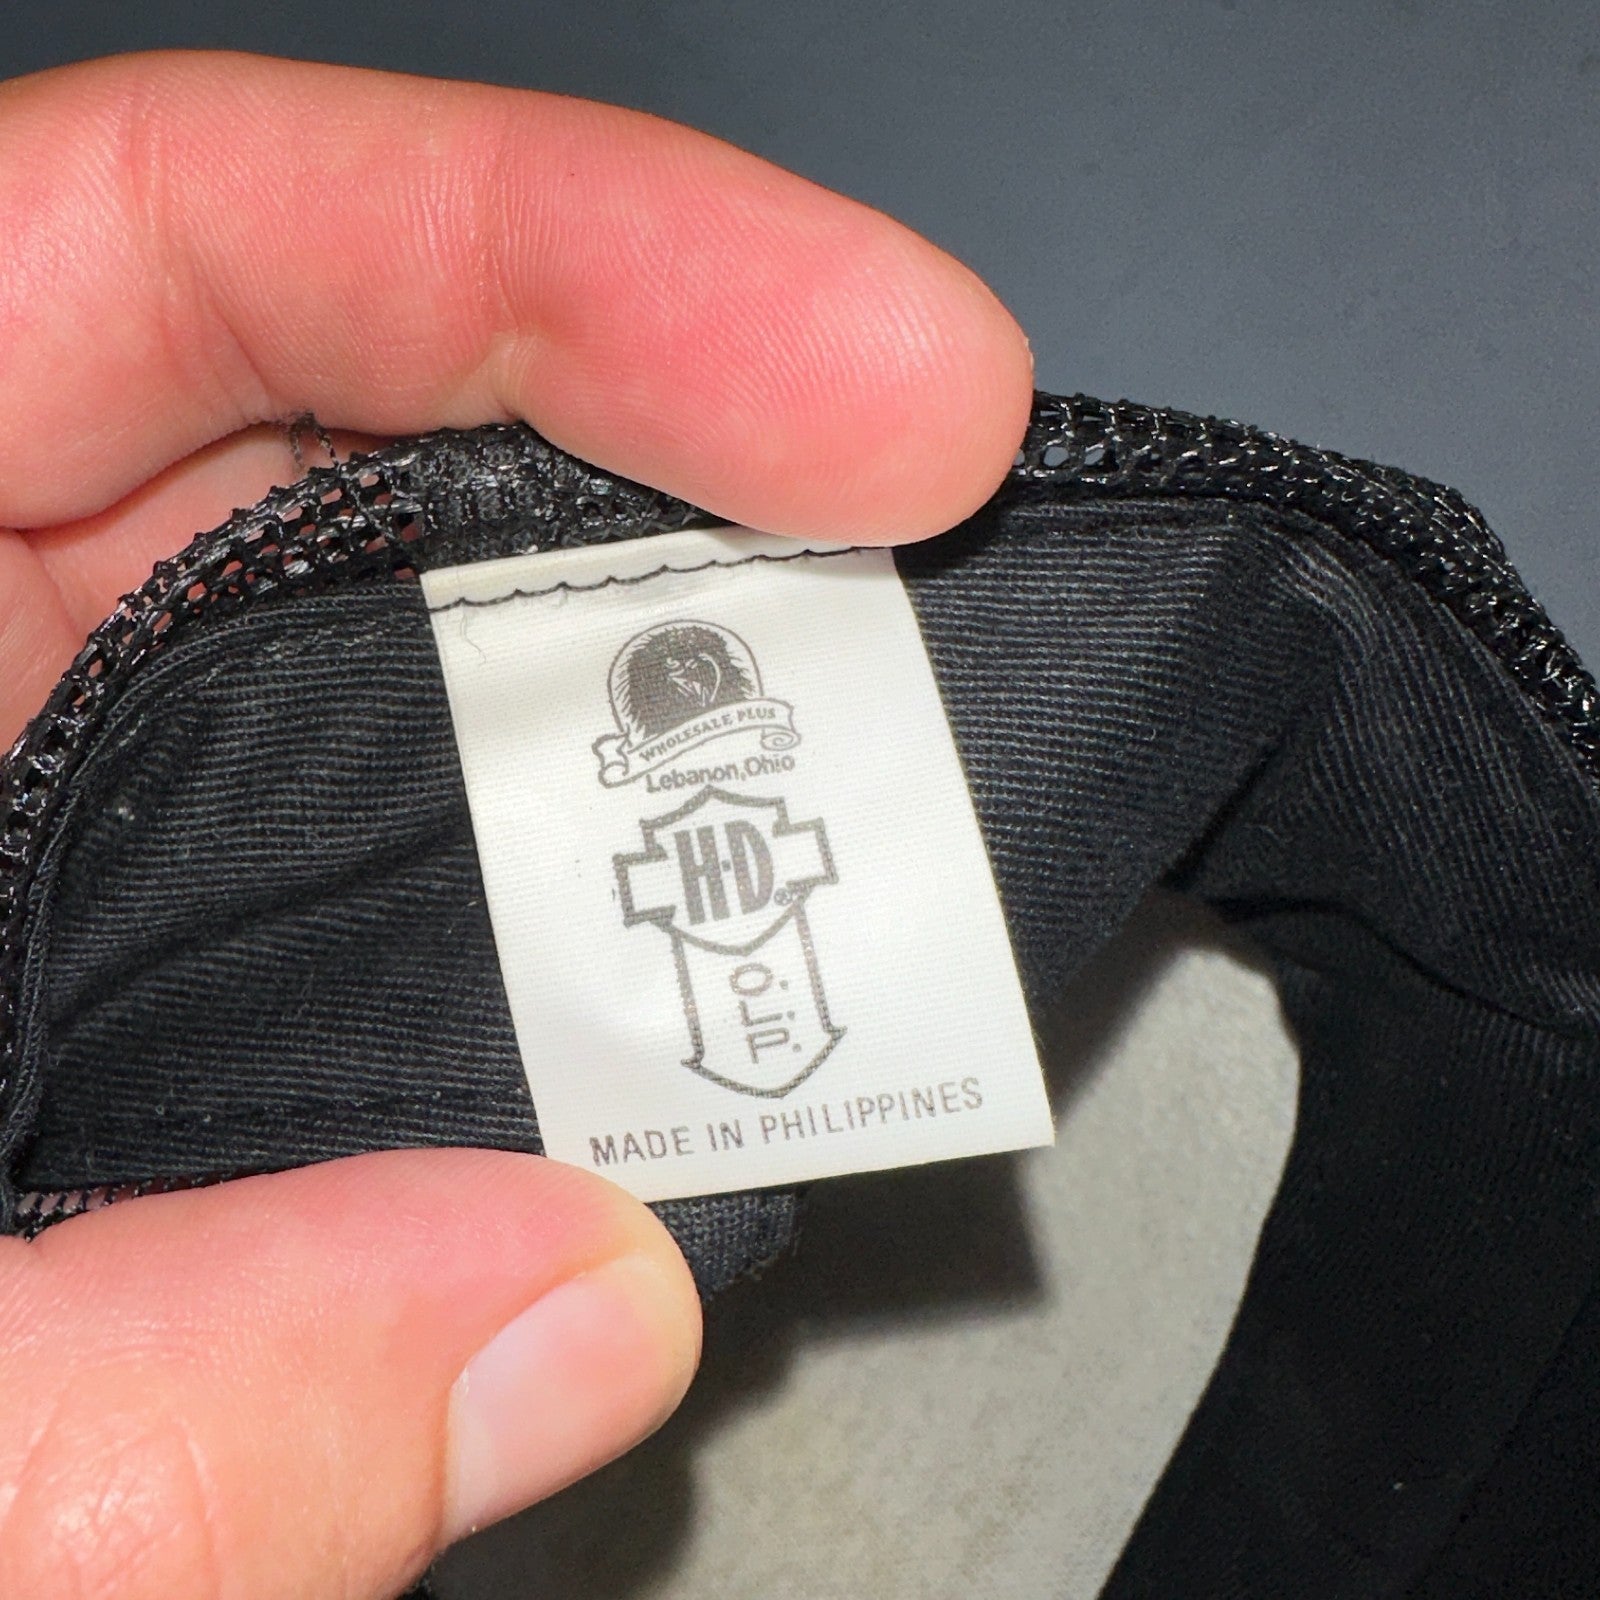 WHOLESALE PLUS
Lebanon, Ohio
H-D®
O.L.P.
MADE IN PHILIPPINES